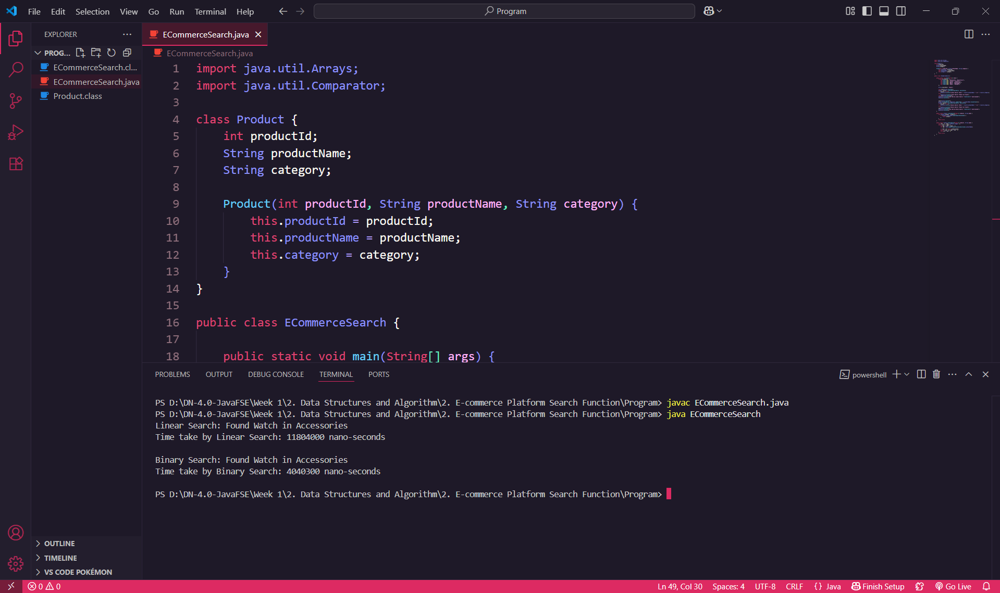 File Edit Selection View Go Run Terminal Help
Program
EXPLORER
PROG...
ECommerceSearch.cl...
ECommerceSearch.java
Product.class
OUTLINE
TIMELINE
VS CODE POKÉMON
ECommerceSearch.java
ECommerceSearch.java
1 import java.util.Arrays;
2 import java.util.Comparator;
3
4 class Product {
5 int productId;
6 String productName;
7 String category;
8
9 Product(int productId, String productName, String category) {
10 this.productId = productId;
11 this.productName = productName;
12 this.category = category;
13 }
14 }
15
16 public class ECommerceSearch {
17
18 public static void main(String[] args) {
PROBLEMS OUTPUT DEBUG CONSOLE TERMINAL PORTS
powershell
PS D:\DN-4.0-JavaFSE\Week 1\2. Data Structures and Algorithm\2. E-commerce Platform Search Function\Program> javac ECommerceSearch.java
PS D:\DN-4.0-JavaFSE\Week 1\2. Data Structures and Algorithm\2. E-commerce Platform Search Function\Program> java ECommerceSearch
Linear Search: Found Watch in Accessories
Time take by Linear Search: 11804000 nano-seconds
Binary Search: Found Watch in Accessories
Time take by Binary Search: 4040300 nano-seconds
PS D:\DN-4.0-JavaFSE\Week 1\2. Data Structures and Algorithm\2. E-commerce Platform Search Function\Program>
0 0
Ln 49, Col 30 Spaces: 4 UTF-8 CRLF {} Java Finish Setup Go Live